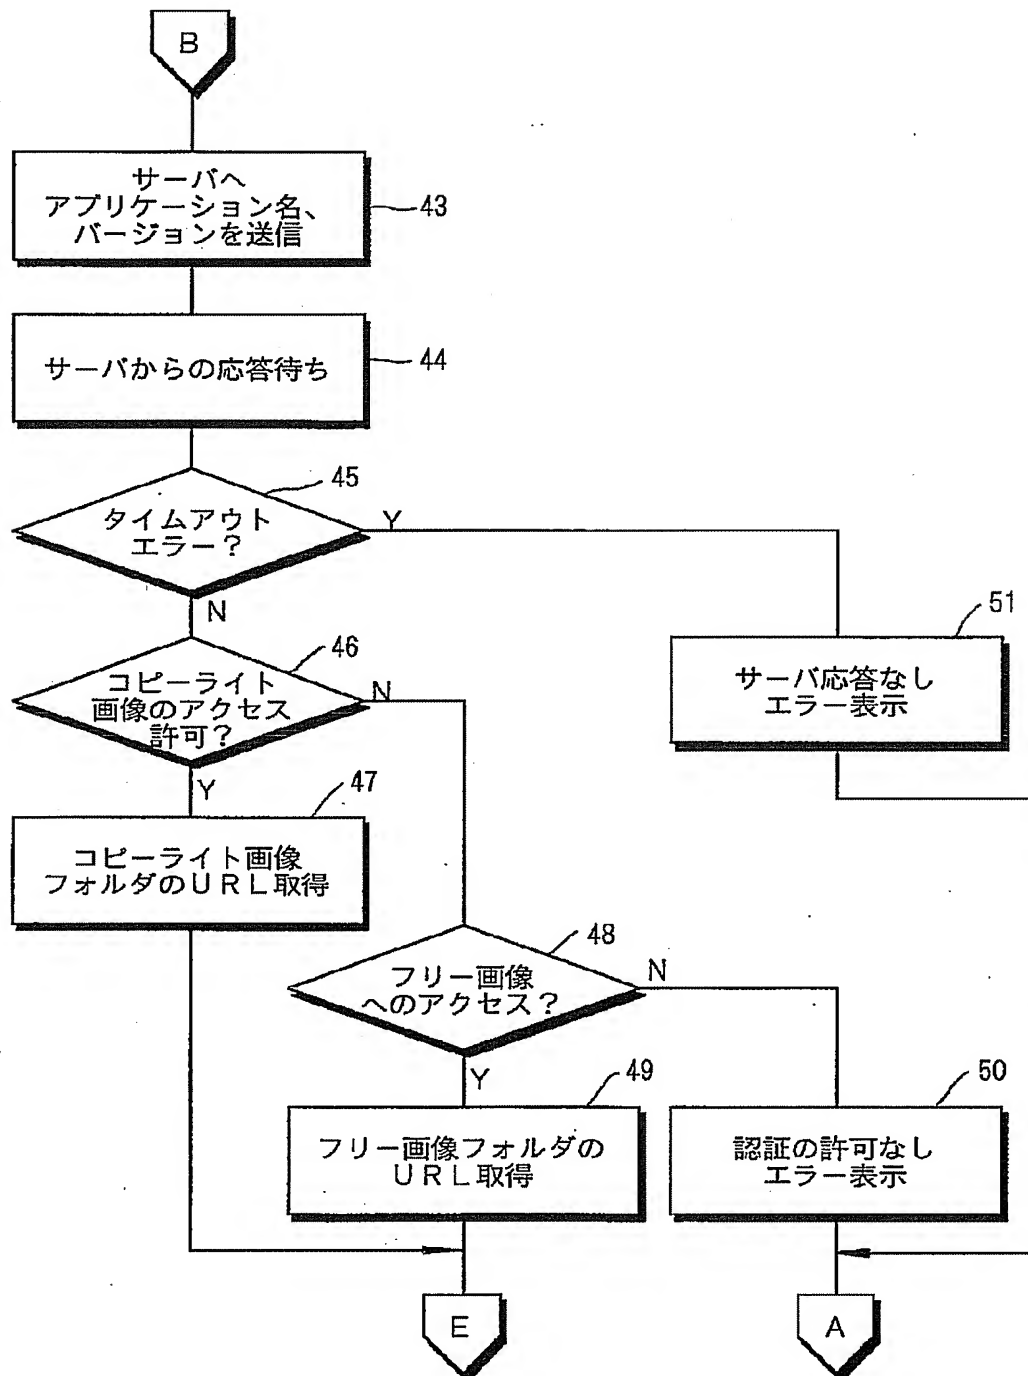 B
サーバへ
アプリケーション名、
バージョンを送信
43
サーバからの応答待ち
44
45
タイムアウト
エラー?
Y
N
51
サーバ応答なし
エラー表示
46
コピーライト
画像のアクセス
許可?
N
Y
47
コピーライト画像
フォルダのURL取得
48
フリー画像
へのアクセス?
N
Y
49
フリー画像フォルダの
URL取得
50
認証の許可なし
エラー表示
E
A